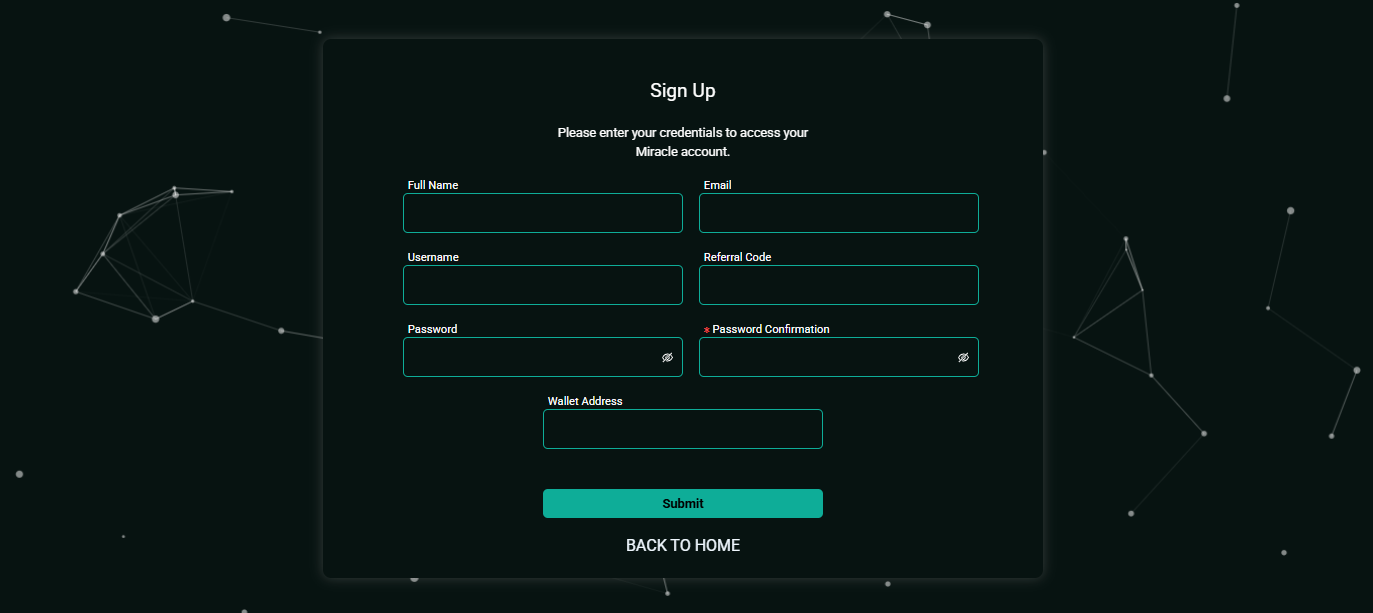 Sign Up
Please enter your credentials to access your
Miracle account.
Full Name
Email
Username
Referral Code
Password
* Password Confirmation
Wallet Address
Submit
BACK TO HOME